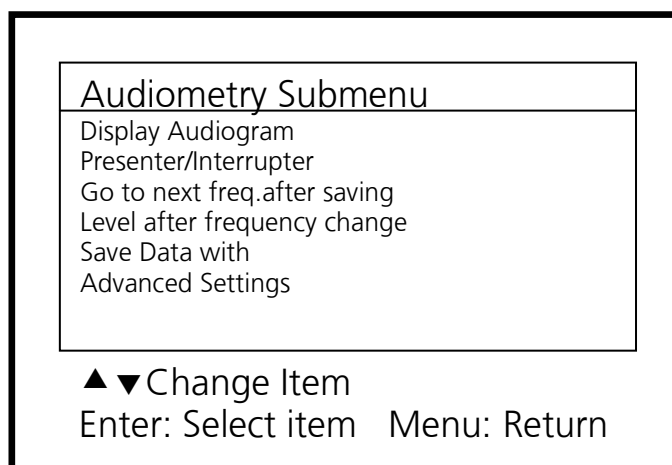 Audiometry Submenu
Display Audiogram
Presenter/Interrupter
Go to next freq.after saving
Level after frequency change
Save Data with
Advanced Settings
▲ ▼Change Item
Enter: Select item   Menu: Return